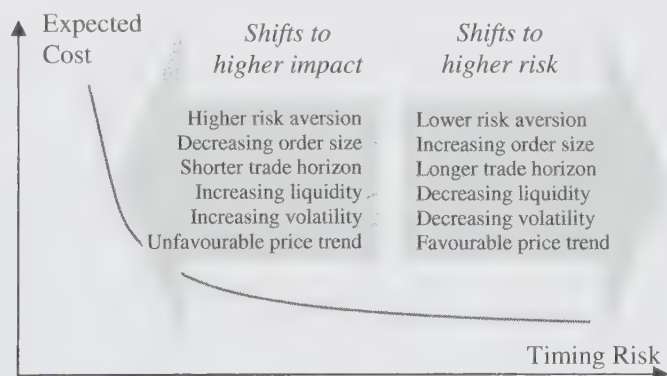 Expected
Cost
Shifts to
higher impact
Higher risk aversion
Decreasing order size
Shorter trade horizon
Increasing liquidity
Increasing volatility
Unfavourable price trend
Shifts to
higher risk
Lower risk aversion
Increasing order size
Longer trade horizon
Decreasing liquidity
Decreasing volatility
Favourable price trend
Timing Risk